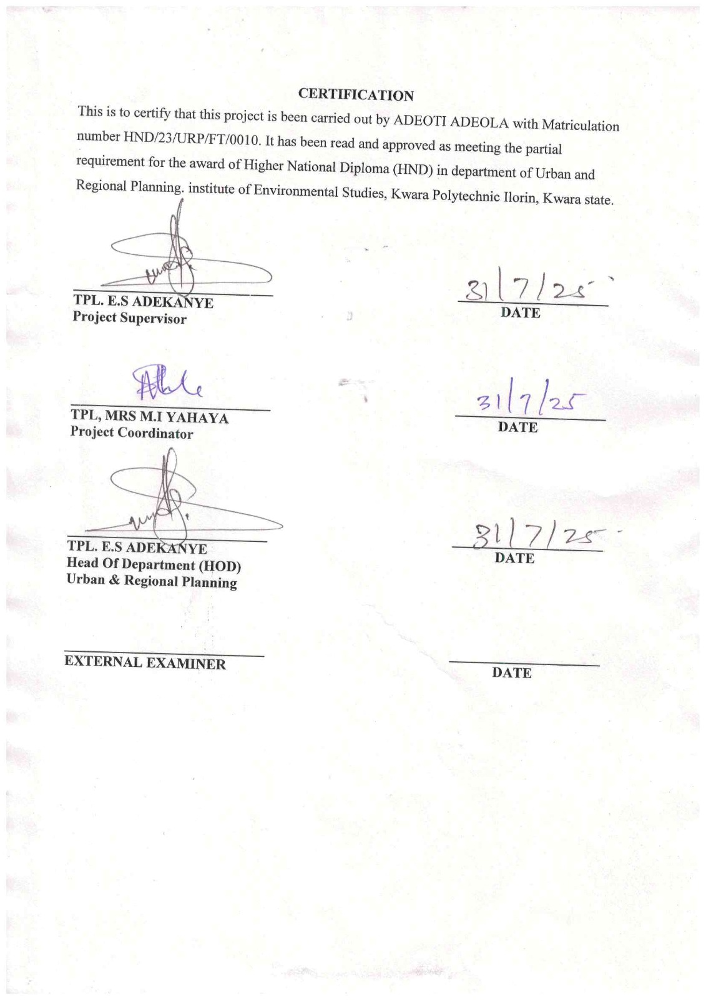 CERTIFICATION
This is to certify that this project is been carried out by ADEOTI ADEOLA with Matriculation
number HND/23/URP/FT/0010. It has been read and approved as meeting the partial
requirement for the award of Higher National Diploma (HND) in department of Urban and
Regional Planning. institute of Environmental Studies, Kwara Polytechnic Ilorin, Kwara state.
31/7/25
TPL. E.S ADEKANYE
DATE
Project Supervisor
31/7/25
TPL, MRS M.I YAHAYA
DATE
Project Coordinator
31/7/25
TPL. E.S ADEKANYE
DATE
Head Of Department (HOD)
Urban & Regional Planning
EXTERNAL EXAMINER
DATE